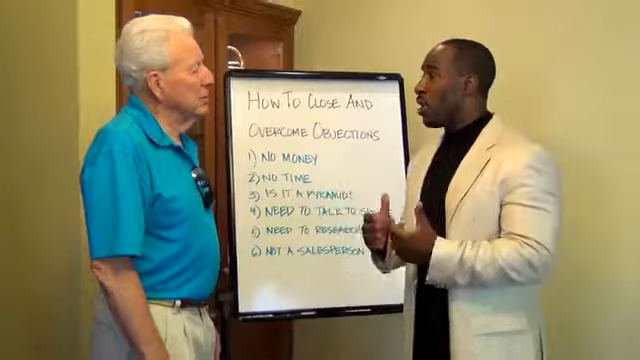 How To Close And
Overcome Objections
1) No Money
2) No Time
3) Is it a Pyramid?
4) Need to talk to
5) Need to Research
6) Not a Salesperson